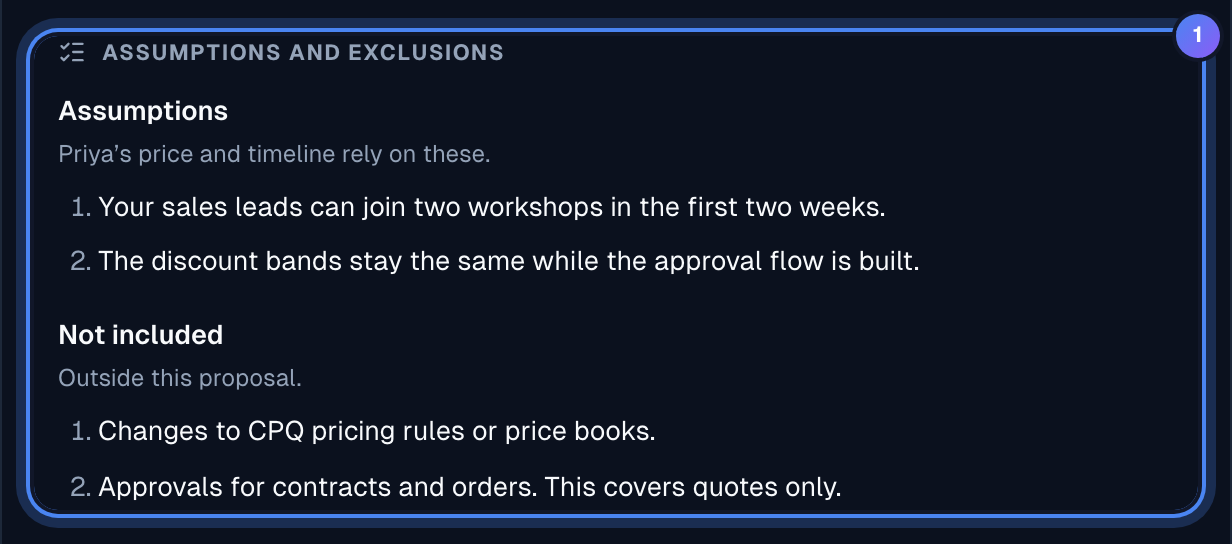 ASSUMPTIONS AND EXCLUSIONS
1
Assumptions
Priya’s price and timeline rely on these.
1. Your sales leads can join two workshops in the first two weeks.
2. The discount bands stay the same while the approval flow is built.
Not included
Outside this proposal.
1. Changes to CPQ pricing rules or price books.
2. Approvals for contracts and orders. This covers quotes only.